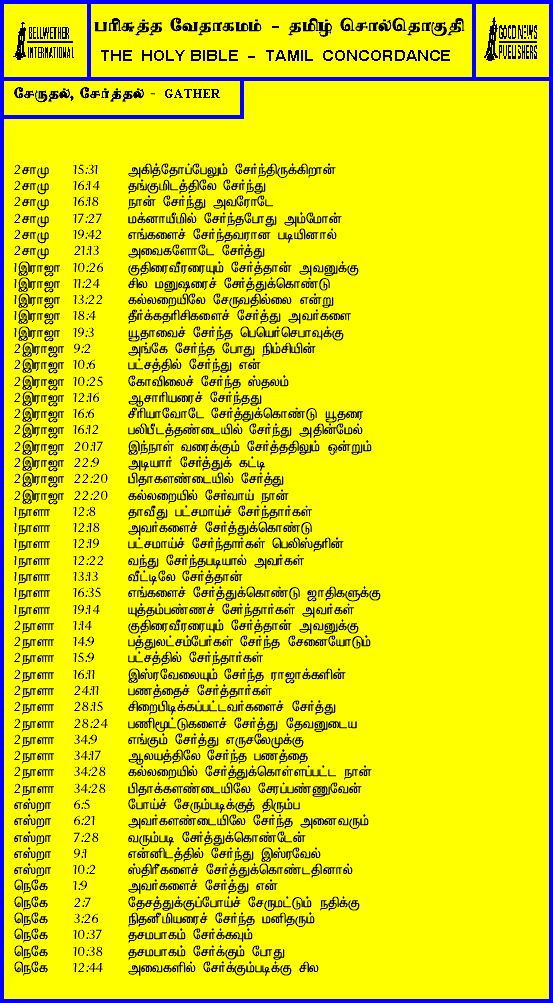 BELLWETHER
INTERNATIONAL
பரிசுத்த வேதாகமம் - தமிழ் சொல்தொகுதி
THE HOLY BIBLE - TAMIL CONCORDANCE
GOOD NEWS
PUBLISHERS
சேருதல், சேர்த்தல் - GATHER
2சாமு 15:31 அகித்தோப்பேலும் சேர்ந்திருக்கிறான்
2சாமு 16:14 தங்குமிடத்திலே சேர்ந்து
2சாமு 16:18 நான் சேர்ந்து அவரோடே
2சாமு 17:27 மக்னாயீமில் சேர்ந்தபோது அம்மோன்
2சாமு 19:42 எங்களைச் சேர்ந்தவரான படியினால்
2சாமு 21:13 அவைகளோடே சேர்த்து
1இராஜா 10:26 குதிரைவீரரையும் சேர்த்தான் அவனுக்கு
1இராஜா 11:24 சில மனுஷரைச் சேர்த்துக்கொண்டு
1இராஜா 13:22 கல்லறையிலே சேருவதில்லை என்று
1இராஜா 18:4 தீர்க்கதரிசிகளைச் சேர்த்து அவர்களை
1இராஜா 19:3 யூதாவைச் சேர்ந்த பெயெர்செபாவுக்கு
2இராஜா 9:2 அங்கே சேர்ந்த போது நிம்சியின்
2இராஜா 10:6 பட்சத்தில் சேர்ந்து என்
2இராஜா 10:25 கோவிலைச் சேர்ந்த ஸ்தலம்
2இராஜா 12:16 ஆசாரியரைச் சேர்ந்தது
2இராஜா 16:6 சீரியாவோடே சேர்த்துக்கொண்டு யூதரை
2இராஜா 16:12 பலிபீடத்தண்டையில் சேர்ந்து அதின்மேல்
2இராஜா 20:17 இந்நாள் வரைக்கும் சேர்த்ததிலும் ஒன்றும்
2இராஜா 22:9 அடியார் சேர்த்துக் கட்டி
2இராஜா 22:20 பிதாகளண்டையில் சேர்த்து
2இராஜா 22:20 கல்லறையில் சேர்வாய் நான்
1நாளா 12:8 தாவீது பட்சமாய்ச் சேர்ந்தார்கள்
1நாளா 12:18 அவர்களைச் சேர்த்துக்கொண்டு
1நாளா 12:19 பட்சமாய்ச் சேர்ந்தார்கள் பெலிஸ்தரின்
1நாளா 12:22 வந்து சேர்ந்தபடியால் அவர்கள்
1நாளா 13:13 வீட்டிலே சேர்த்தான்
1நாளா 16:35 எங்களைச் சேர்த்துக்கொண்டு ஜாதிகளுக்கு
1நாளா 19:14 யுத்தம்பண்ணச் சேர்ந்தார்கள் அவர்கள்
2நாளா 1:14 குதிரைவீரரையும் சேர்த்தான் அவனுக்கு
2நாளா 14:9 பத்துலட்சம்பேர்கள் சேர்ந்த சேனையோடும்
2நாளா 15:9 பட்சத்தில் சேர்ந்தார்கள்
2நாளா 16:11 இஸ்ரவேலையும் சேர்ந்த ராஜாக்களின்
2நாளா 24:11 பணத்தைச் சேர்த்தார்கள்
2நாளா 28:15 சிறைபிடிக்கப்பட்டவர்களைச் சேர்த்து
2நாளா 28:24 பணிமூட்டுகளைச் சேர்த்து தேவனுடைய
2நாளா 34:9 எங்கும் சேர்த்து எருசலேமுக்கு
2நாளா 34:17 ஆலயத்திலே சேர்ந்த பணத்தை
2நாளா 34:28 கல்லறையில் சேர்த்துக்கொள்ளப்பட்ட நான்
2நாளா 34:28 பிதாக்களண்டையிலே சேரப்பண்ணுவேன்
எஸ்றா 6:5 போய்ச் சேரும்படிக்குத் திரும்ப
எஸ்றா 6:21 அவர்களண்டையிலே சேர்ந்த அனைவரும்
எஸ்றா 7:28 வரும்படி சேர்த்துக்கொண்டேன்
எஸ்றா 9:1 என்னிடத்தில் சேர்ந்து இஸ்ரவேல்
எஸ்றா 10:2 ஸ்திரீகளைச் சேர்த்துக்கொண்டதினால்
நெகே 1:9 அவர்களைச் சேர்த்து என்
நெகே 2:7 தேசத்துக்குப்போய்ச் சேருமட்டும் நதிக்கு
நெகே 3:26 நிதனீமியரைச் சேர்ந்த மனிதரும்
நெகே 10:37 தசமபாகம் சேர்க்கவும்
நெகே 10:38 தசமபாகம் சேர்க்கும் போது
நெகே 12:44 அவைகளில் சேர்க்கும்படிக்கு சில